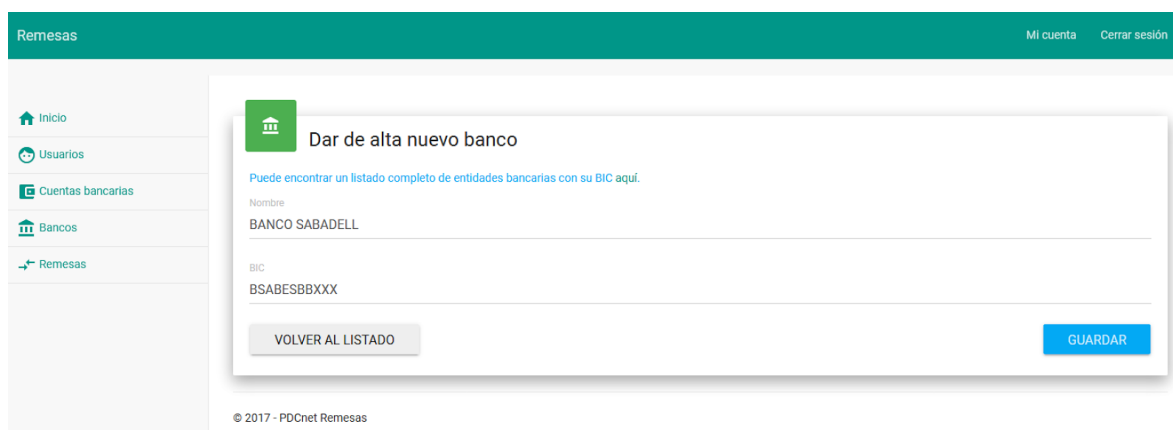 Remesas
Mi cuenta
Cerrar sesión
Inicio
Usuarios
Cuentas bancarias
Bancos
Remesas
Dar de alta nuevo banco
Puede encontrar un listado completo de entidades bancarias con su BIC aquí.
Nombre
BANCO SABADELL
BIC
BSABESBBXXX
VOLVER AL LISTADO
GUARDAR
© 2017 - PDCnet Remesas